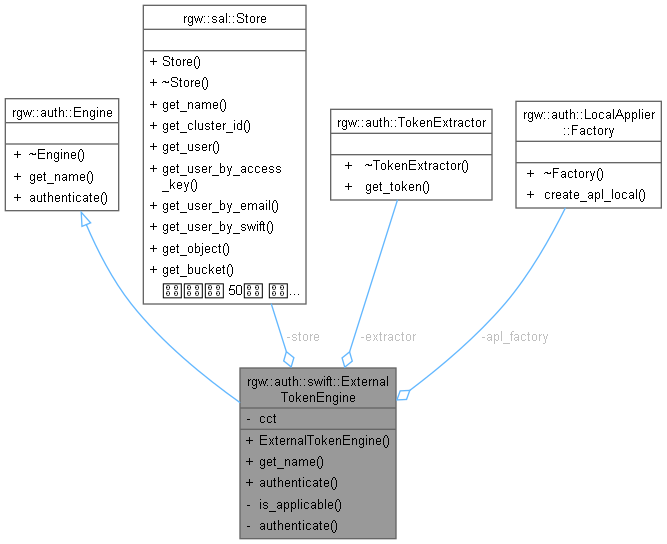 rgw::sal::Store
+ Store()
+ ~Store()
+ get_name()
+ get_cluster_id()
+ get_user()
+ get_user_by_access
_key()
+ get_user_by_email()
+ get_user_by_swift()
+ get_object()
+ get_bucket()
50
...
rgw::auth::Engine
+ ~Engine()
+ get_name()
+ authenticate()
rgw::auth::TokenExtractor
+ ~TokenExtractor()
+ get_token()
rgw::auth::LocalApplier
::Factory
+ ~Factory()
+ create_apl_local()
-store
-extractor
-apl_factory
rgw::auth::swift::External
TokenEngine
- cct
+ ExternalTokenEngine()
+ get_name()
+ authenticate()
- is_applicable()
- authenticate()